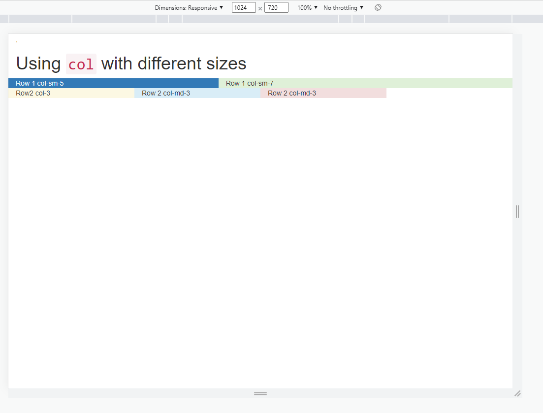 Dimensions: Responsive ▼ 1024 x 720 100% ▼ No throttling ▼
Using col with different sizes
Row 1 col-sm-5 Row 1 col-sm-7
Row2 col-3 Row 2 col-md-3 Row 2 col-md-3